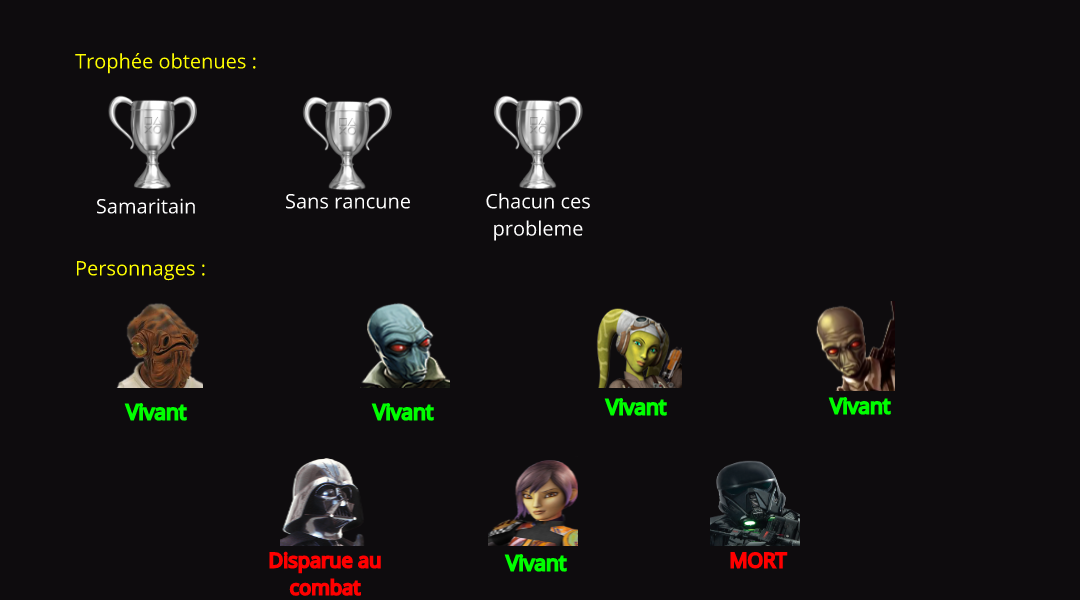 Trophée obtenues :
Samaritain
Sans rancune
Chacun ces
probleme
Personnages :
Vivant
Vivant
Vivant
Vivant
Disparue au
combat
Vivant
MORT